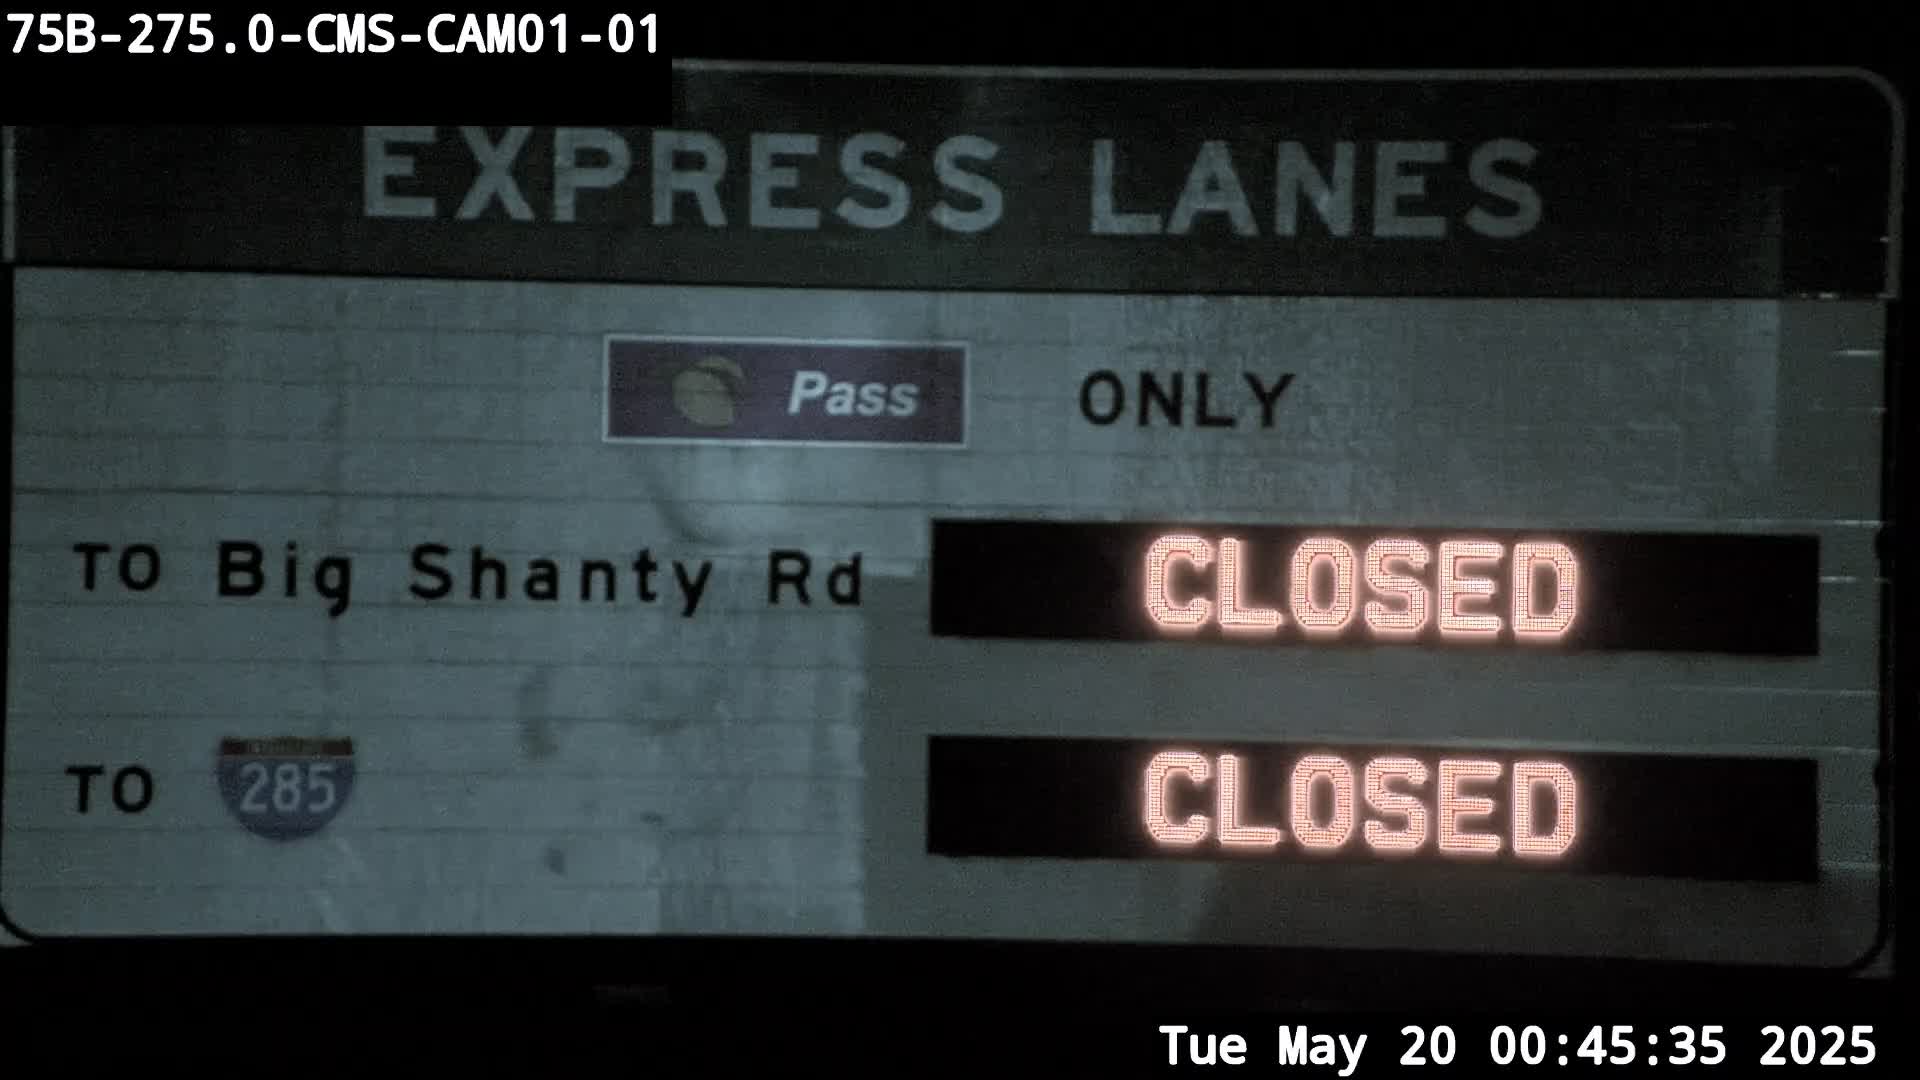 75B-275.0-CMS-CAM01-01
EXPRESS LANES
Pass ONLY
TO Big Shanty Rd CLOSED
TO 285 CLOSED
Tue May 20 00:45:35 2025